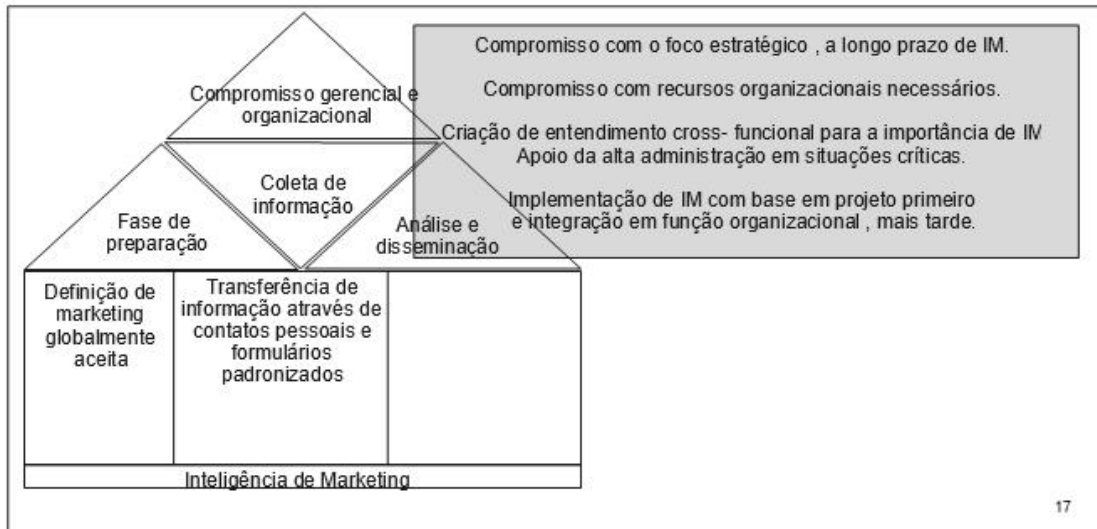 Compromisso gerencial e
organizacional
Compromisso com o foco estratégico , a longo prazo de IM.
Compromisso com recursos organizacionais necessários.
Criação de entendimento cross- funcional para a importância de IM
Apoio da alta administração em situações críticas.
Implementação de IM com base em projeto primeiro
e integração em função organizacional , mais tarde.
Coleta de
informação
Fase de
preparação
Análise e
disseminação
Definição de
marketing
globalmente
aceita
Transferência de
informação através de
contatos pessoais e
formulários
padronizados
Inteligência de Marketing
17